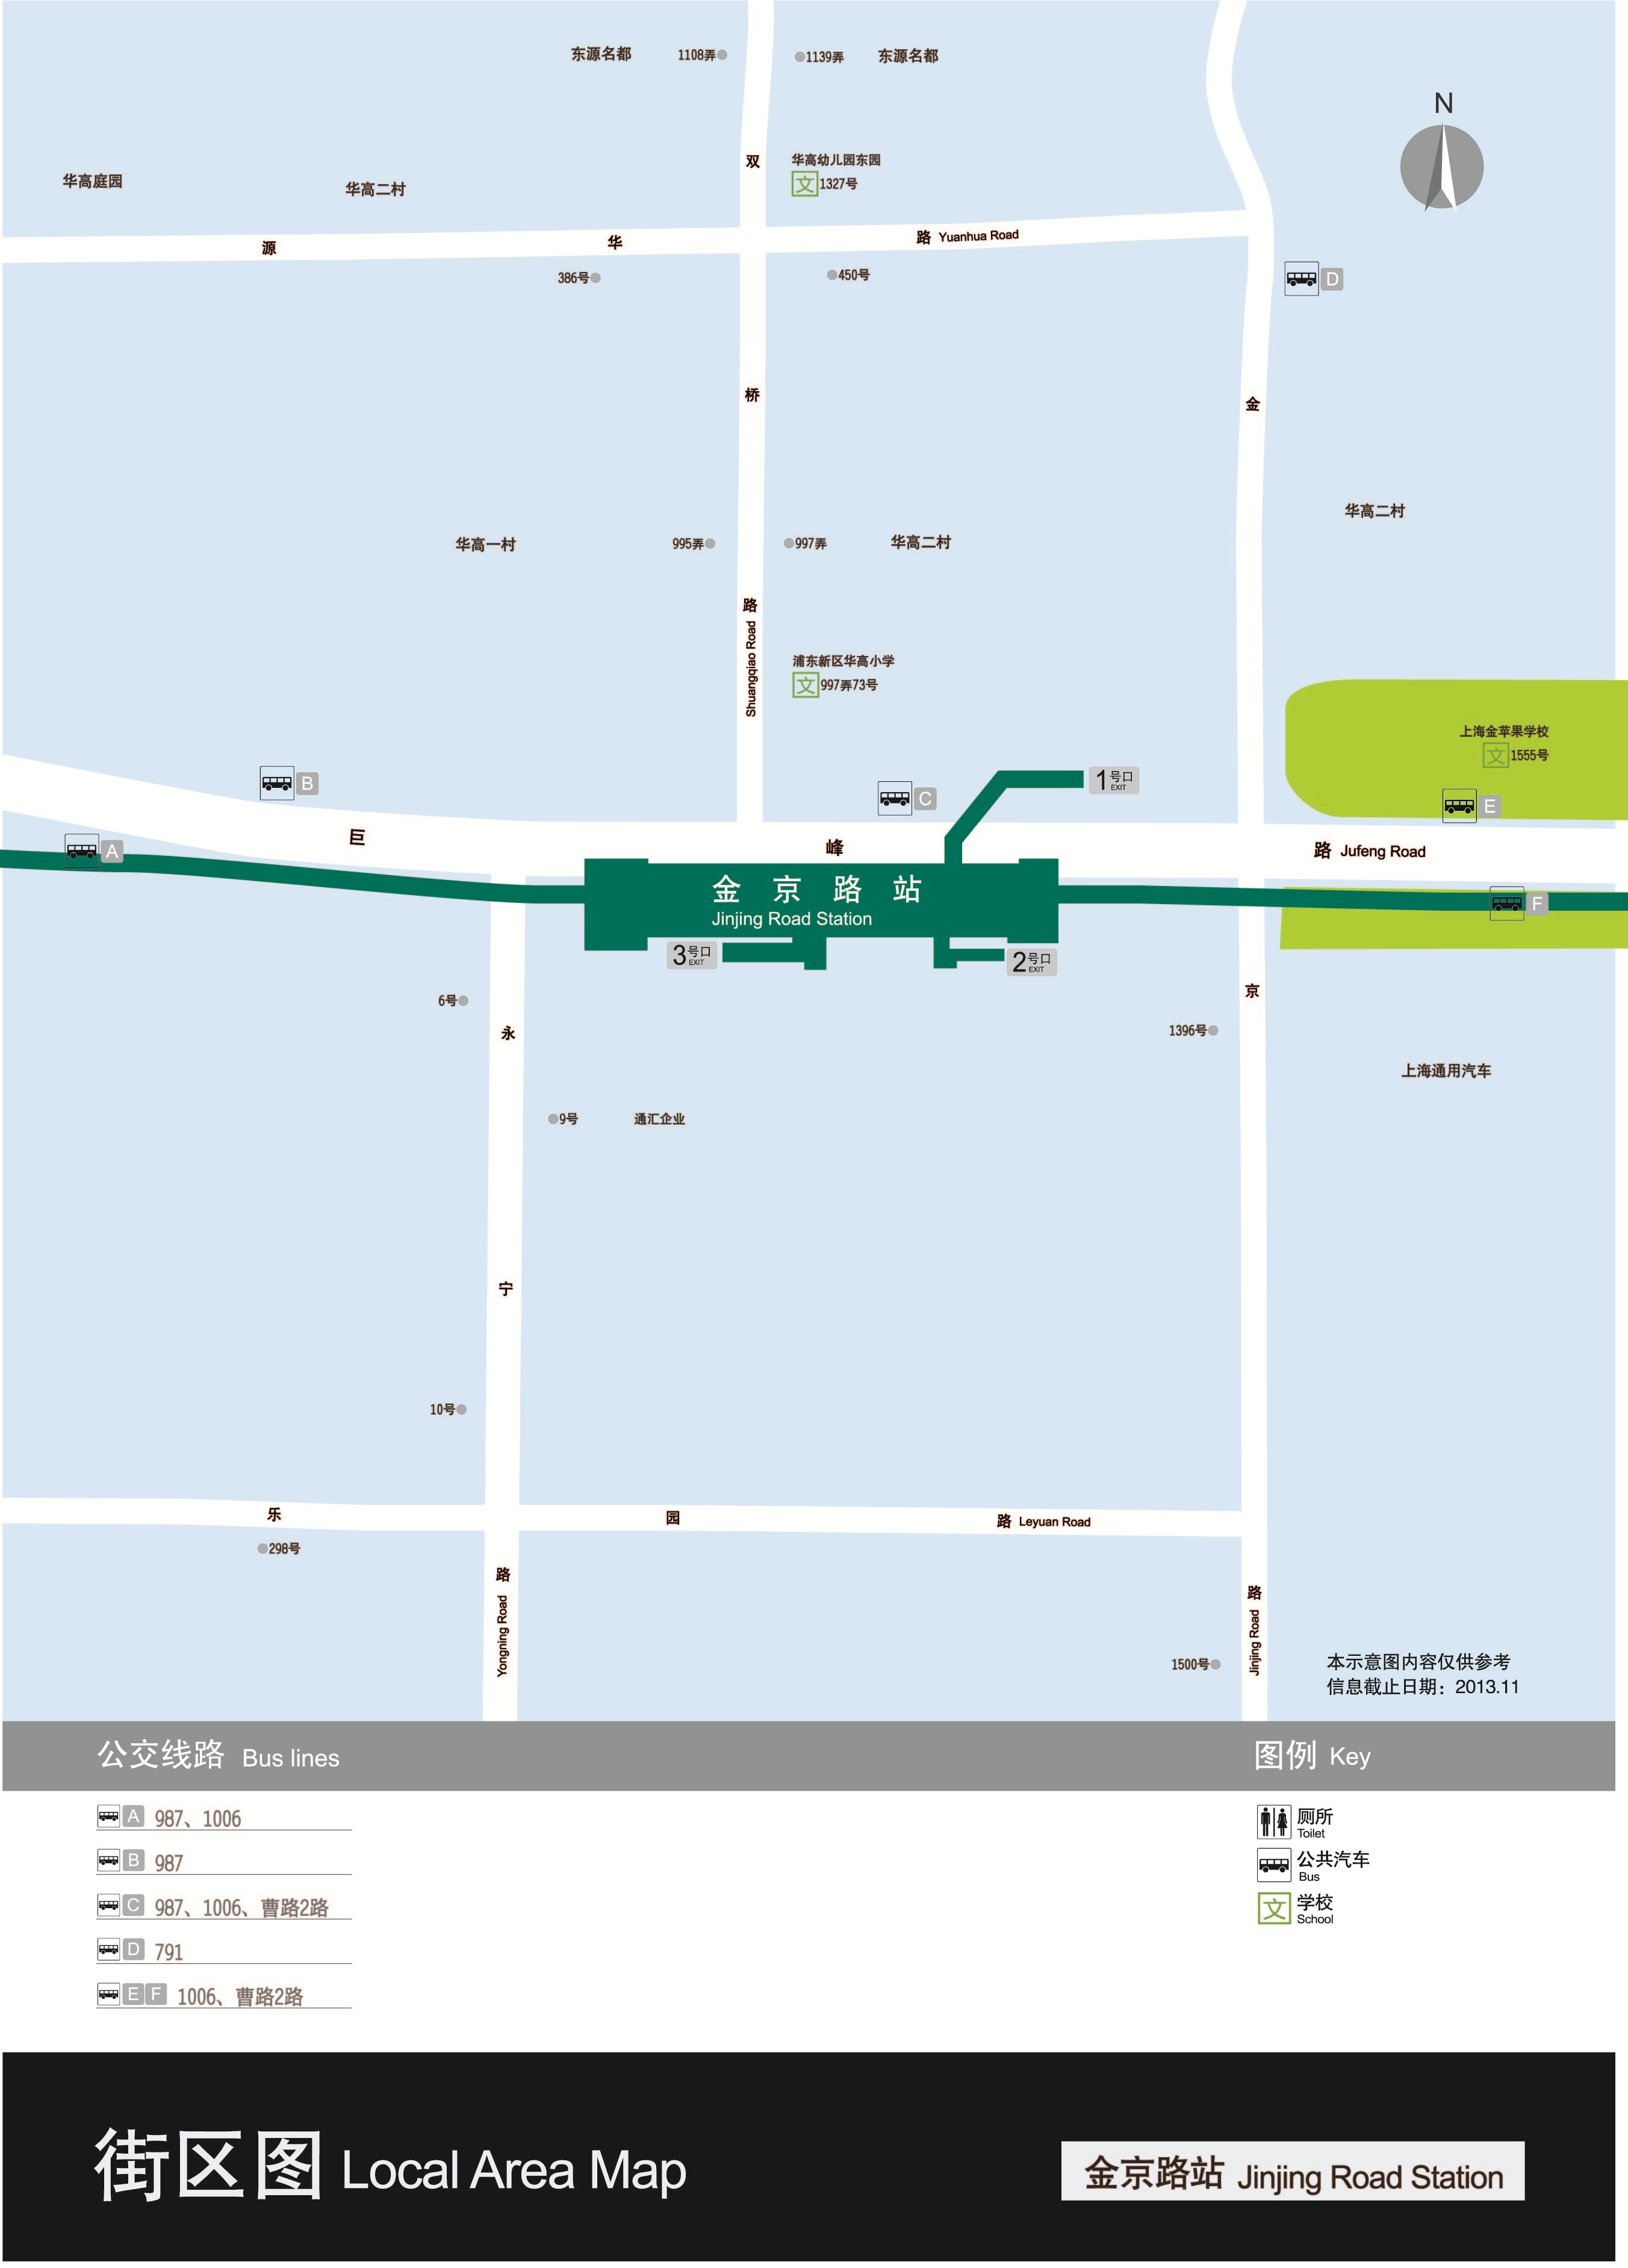 东源名都 1108弄 1139弄 东源名都
N
双
华高幼儿园东园
文 1327号
华高庭园 华高二村
源 华 路 Yuanhua Road
386号 450号
D
桥
金
华高二村
华高一村 995弄 997弄 华高二村
路
Shuangqiao Road
浦东新区华高小学
文 997弄73号
上海金苹果学校
文 1555号
B
1号口
EXIT
C
E
巨 峰 路 Jufeng Road
A
金京路站
Jinjing Road Station
F
3号口
EXIT
2号口
EXIT
6号
京
永
1396号
上海通用汽车
9号 通汇企业
宁
10号
乐 园 路 Leyuan Road
298号
路
Yongning Road
路
Jinjing Road
1500号
本示意图内容仅供参考
信息截止日期：2013.11
公交线路 Bus lines
图例 Key
A 987、1006
B 987
C 987、1006、曹路2路
D 791
E F 1006、曹路2路
厕所
Toilet
公共汽车
Bus
文 学校
School
街区图 Local Area Map
金京路站 Jinjing Road Station